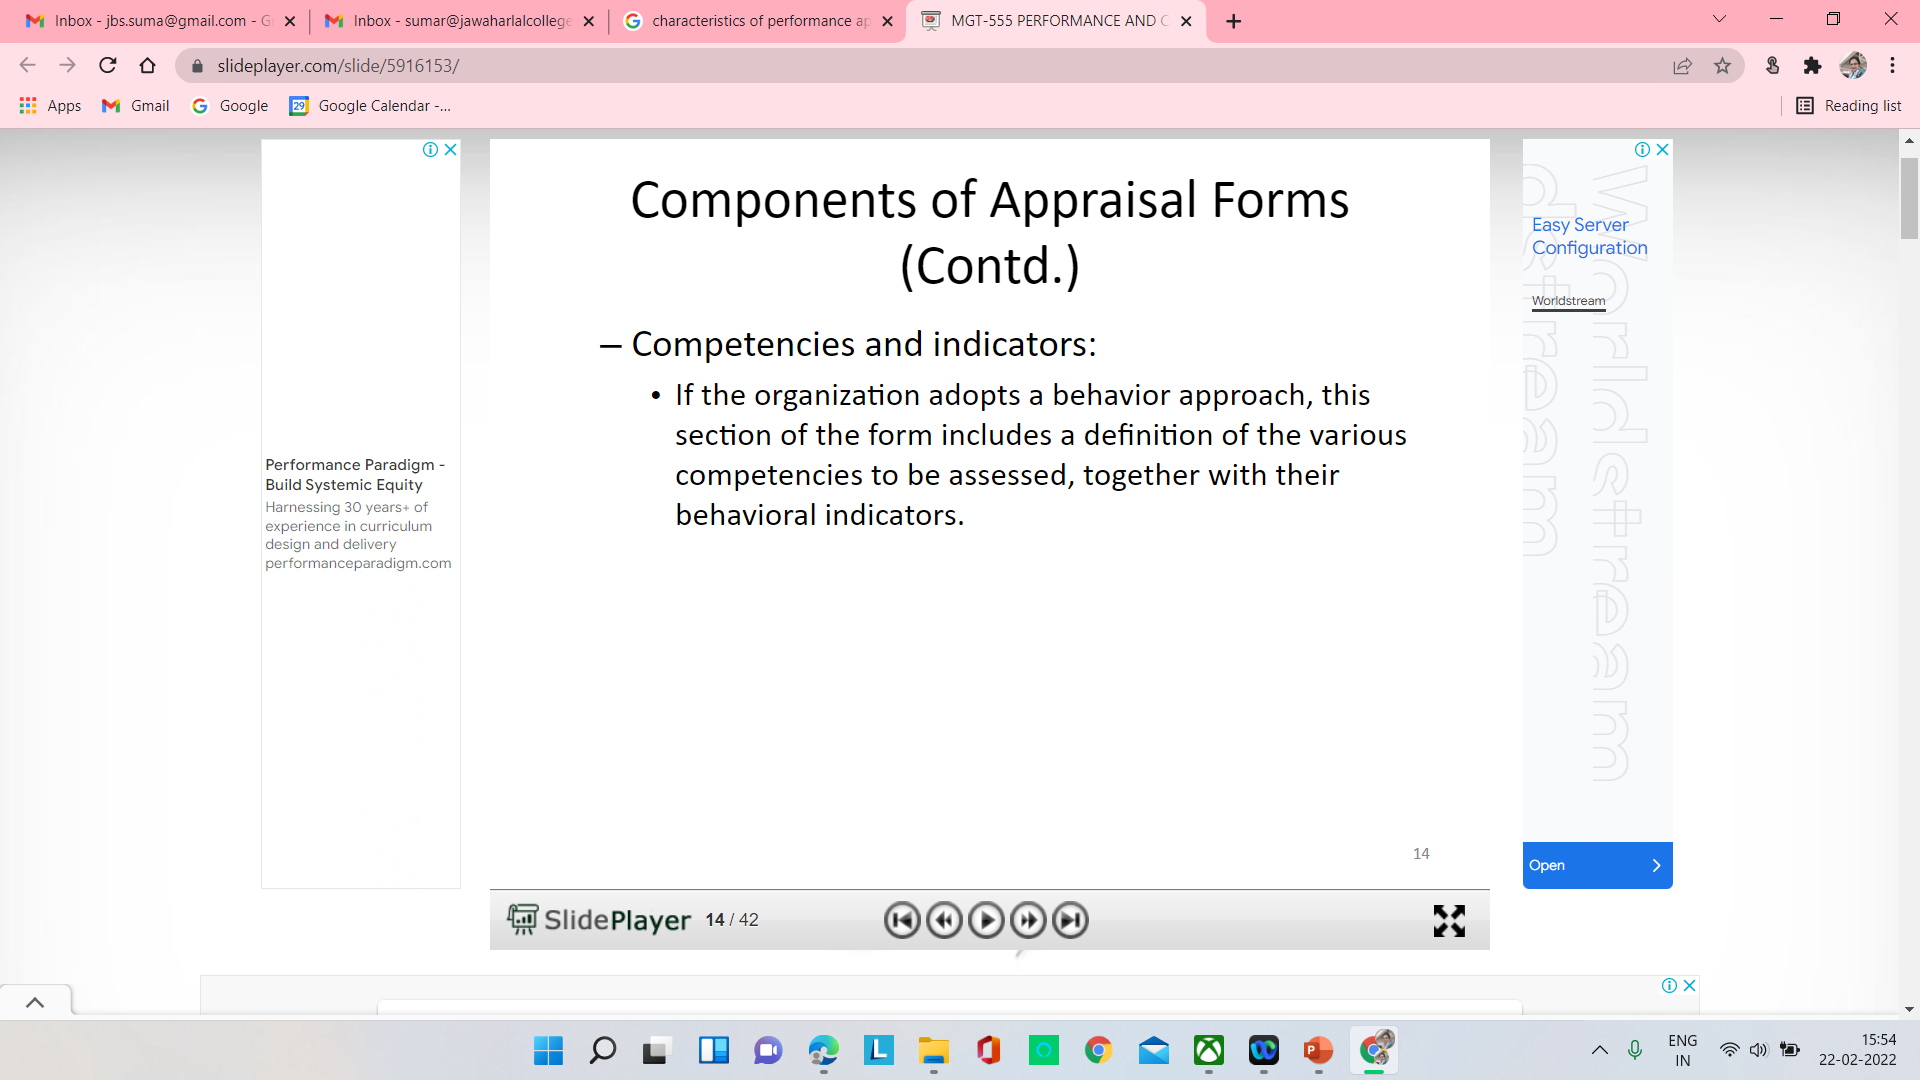 Inbox - jbs.suma@gmail.com - G
Inbox - sumar@jawaharlalcollege
characteristics of performance ap
MGT-555 PERFORMANCE AND C
slideplayer.com/slide/5916153/
Apps
Gmail
Google
29
Google Calendar -...
Reading list
Components of Appraisal Forms
(Contd.)
– Competencies and indicators:
• If the organization adopts a behavior approach, this
section of the form includes a definition of the various
competencies to be assessed, together with their
behavioral indicators.
14
Performance Paradigm -
Build Systemic Equity
Harnessing 30 years+ of
experience in curriculum
design and delivery
performanceparadigm.com
Easy Server
Configuration
Worldstream
Worldstream
Open
SlidePlayer 14 / 42
ENG
IN
15:54
22-02-2022